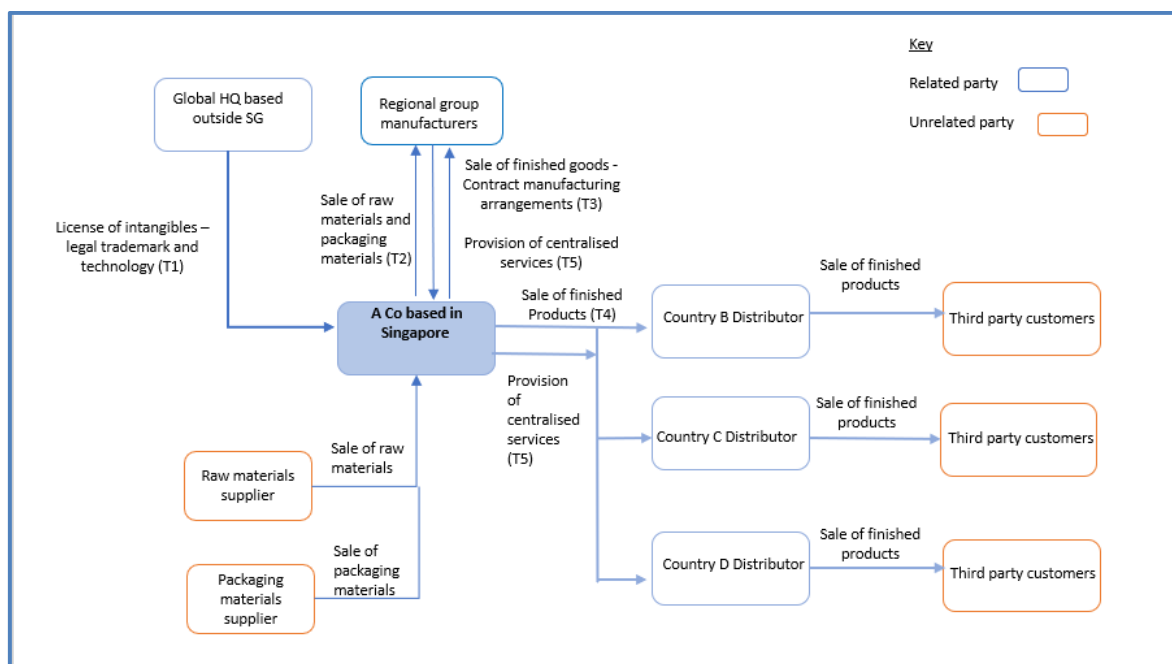 Key
Related party
Unrelated party
Global HQ based
outside SG
Regional group
manufacturers
License of intangibles –
legal trademark and
technology (T1)
Sale of raw
materials and
packaging
materials (T2)
Sale of finished goods -
Contract manufacturing
arrangements (T3)
Provision of centralised
services (T5)
A Co based in
Singapore
Sale of finished
Products (T4)
Provision
of
centralised
services
(T5)
Country B Distributor
Sale of finished
products
Third party customers
Country C Distributor
Sale of finished
products
Third party customers
Country D Distributor
Sale of finished
products
Third party customers
Raw materials
supplier
Sale of raw
materials
Packaging
materials
supplier
Sale of
packaging
materials